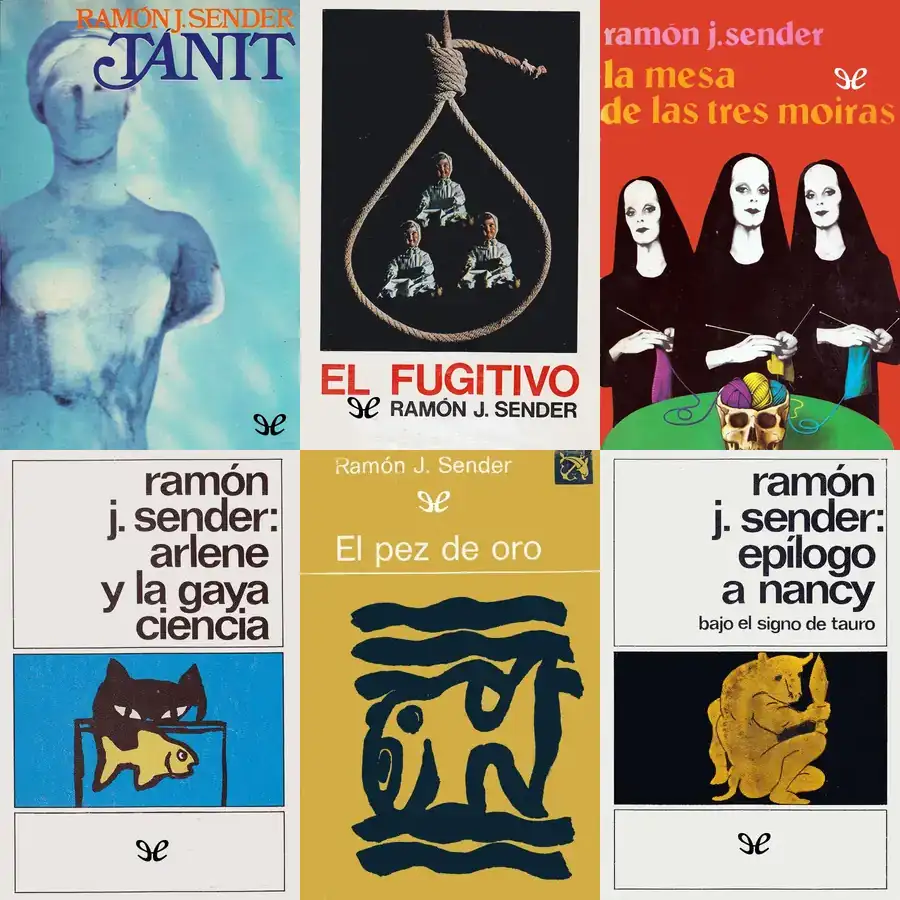 RAMÓN J. SENDER
TÁNIT
EL FUGITIVO
RAMÓN J. SENDER
ramón j. sender
la mesa
de las tres moiras
ramón
j. sender:
arlene
y la gaya
ciencia
Ramón J. Sender
El pez de oro
ramón
j. sender:
epílogo
a nancy
bajo el signo de tauro